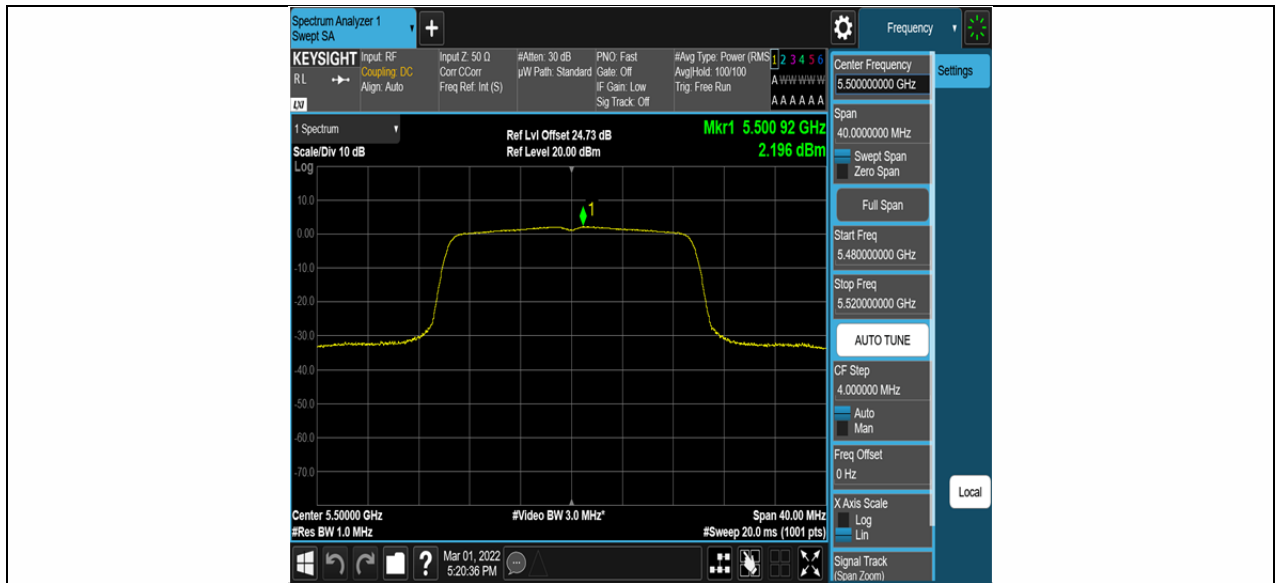 Spectrum Analyzer 1
Swept SA
+
Frequency
KEYSIGHT
RL
LXI
Input: RF
Coupling: DC
Align: Auto
Input Z: 50 Ω
Corr CCorr
Freq Ref: Int (S)
#Atten: 30 dB
µW Path: Standard
PNO: Fast
Gate: Off
IF Gain: Low
Sig Track: Off
#Avg Type: Power (RMS
Avg|Hold: 100/100
Trig: Free Run
1 2 3 4 5 6
A W W W W W
A A A A A A
1 Spectrum
Scale/Div 10 dB
Log
Ref Lvl Offset 24.73 dB
Ref Level 20.00 dBm
Mkr1 5.500 92 GHz
2.196 dBm
1
10.0
0.00
-10.0
-20.0
-30.0
-40.0
-50.0
-60.0
-70.0
Center 5.50000 GHz
#Res BW 1.0 MHz
#Video BW 3.0 MHz*
Span 40.00 MHz
#Sweep 20.0 ms (1001 pts)
Center Frequency
5.500000000 GHz
Span
40.0000000 MHz
Swept Span
Zero Span
Full Span
Start Freq
5.480000000 GHz
Stop Freq
5.520000000 GHz
AUTO TUNE
CF Step
4.000000 MHz
Auto
Man
Freq Offset
0 Hz
X Axis Scale
Log
Lin
Signal Track
(Span Zoom)
Settings
Local
?
Mar 01, 2022
5:20:36 PM